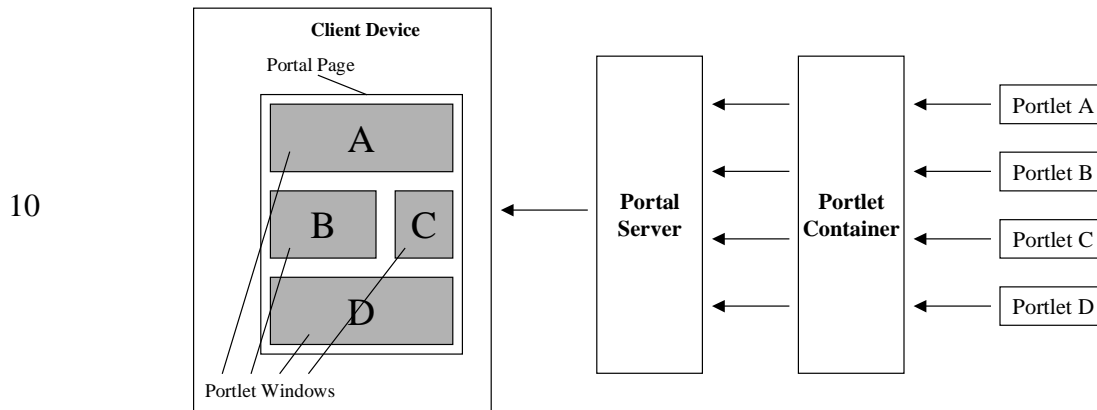 Client Device
Portal Page
A
B
C
D
Portlet Windows
10
Portal
Server
Portlet
Container
Portlet A
Portlet B
Portlet C
Portlet D